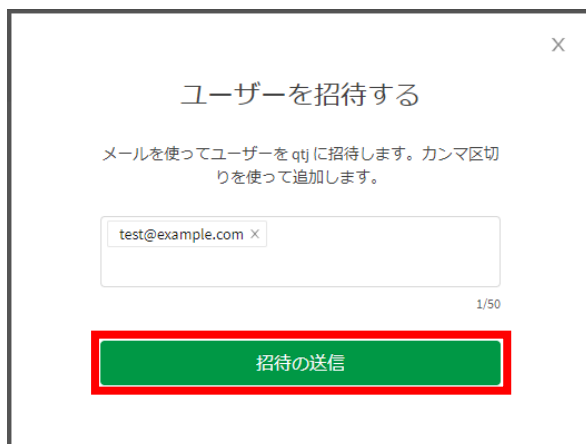 X
ユーザーを招待する
メールを使ってユーザーを qtj に招待します。カンマ区切
りを使って追加します。
test@example.com ×
1/50
招待の送信